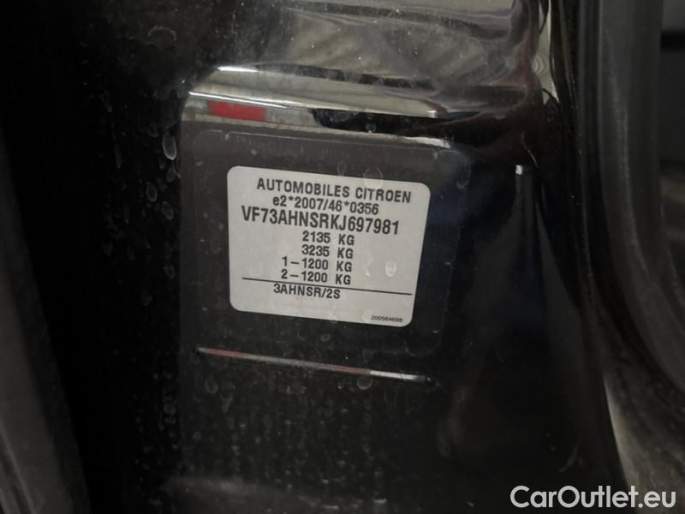 AUTOMOBILES CITROEN
e2*2007/46*0356
VF73AHNSRKJ697981
2135 KG
3235 KG
1-1200 KG
2-1200 KG
3AHNSR/2S
CarOutlet.eu